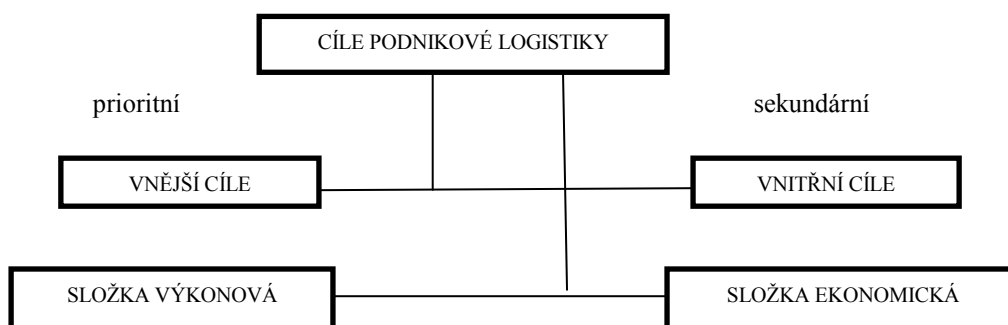 CÍLE PODNIKOVÉ LOGISTIKY
prioritní
sekundární
VNĚJŠÍ CÍLE
VNITŘNÍ CÍLE
SLOŽKA VÝKONOVÁ
SLOŽKA EKONOMICKÁ